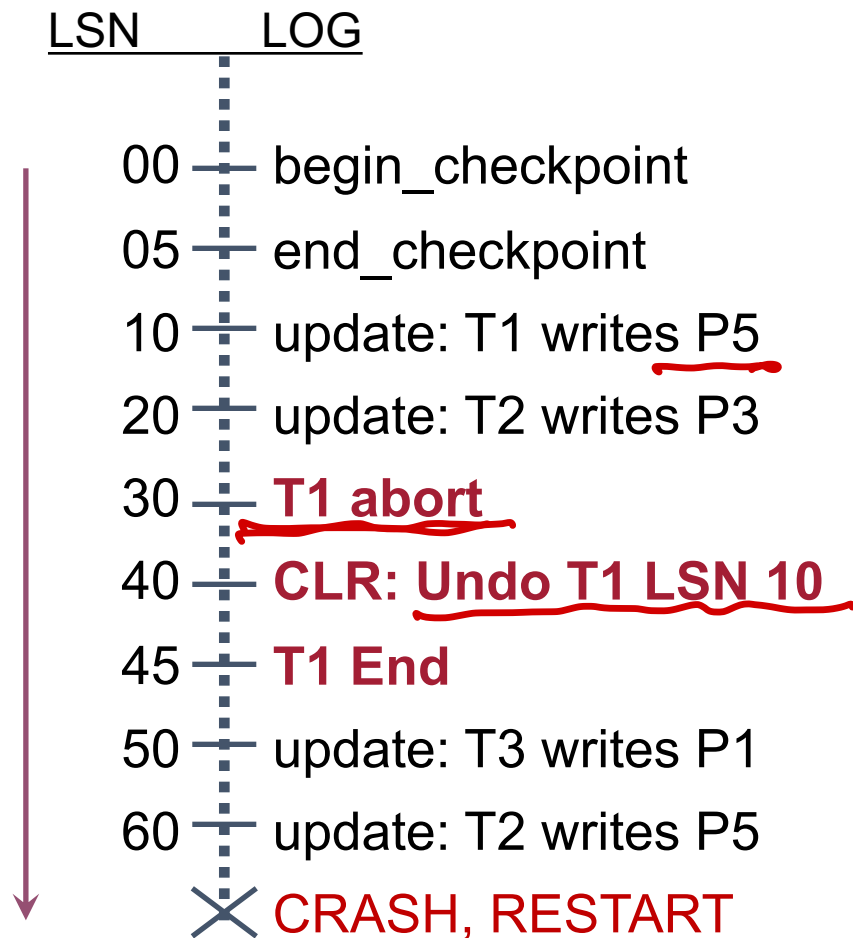 LSN LOG
00 begin_checkpoint
05 end_checkpoint
10 update: T1 writes P5
20 update: T2 writes P3
30 T1 abort
40 CLR: Undo T1 LSN 10
45 T1 End
50 update: T3 writes P1
60 update: T2 writes P5
CRASH, RESTART